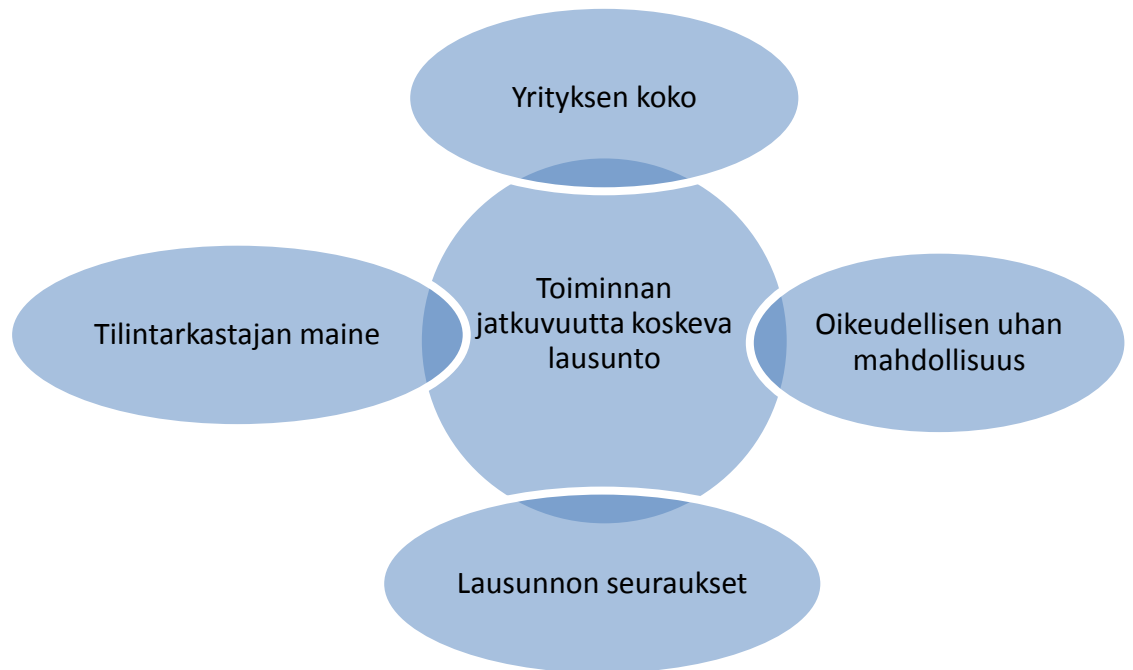 Yrityksen koko
Tilintarkastajan maine
Toiminnan
jatkuvuutta koskeva
lausunto
Oikeudellisen uhan
mahdollisuus
Lausunnon seuraukset